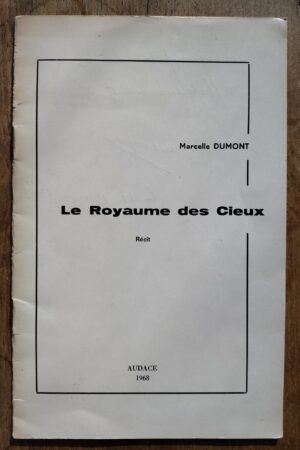 Marcelle DUMONT
Le Royaume des Cieux
Récit
AUDACE
1968